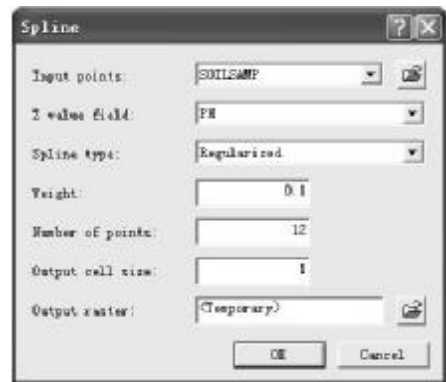 Spline
Input points: SOILSAMP
Z value field: PH
Spline type: Regularized
Weight: 0.1
Number of points: 12
Output cell size: 1
Output raster: <Temporary>
OK Cancel